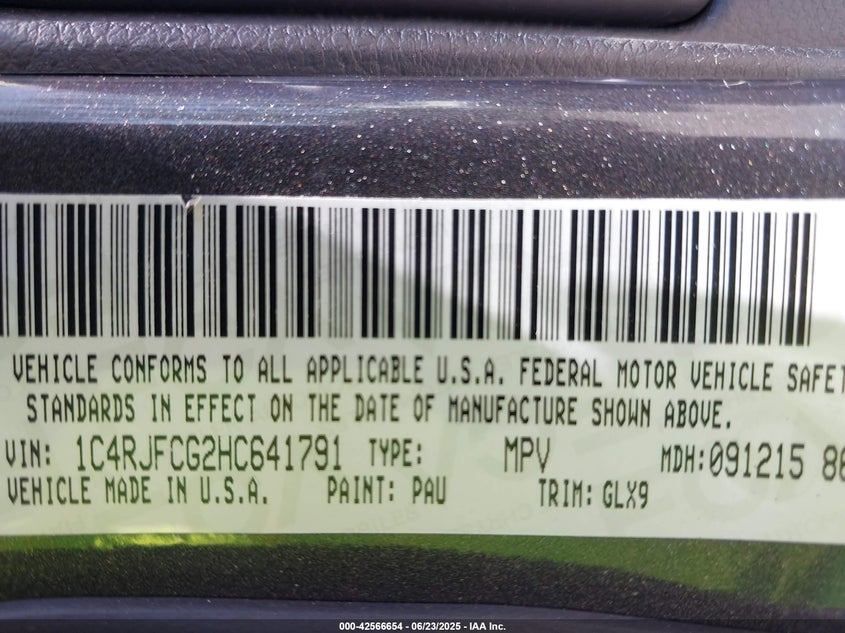 VEHICLE CONFORMS TO ALL APPLICABLE U.S.A. FEDERAL MOTOR VEHICLE SAFET
STANDARDS IN EFFECT ON THE DATE OF MANUFACTURE SHOWN ABOVE.
VIN: 1C4RJFCG2HC641791 TYPE: MPV MDH:091215 86
VEHICLE MADE IN U.S.A. PAINT: PAU TRIM: GLX9
000-42566654 / 06/23/2025 - IAA Inc.